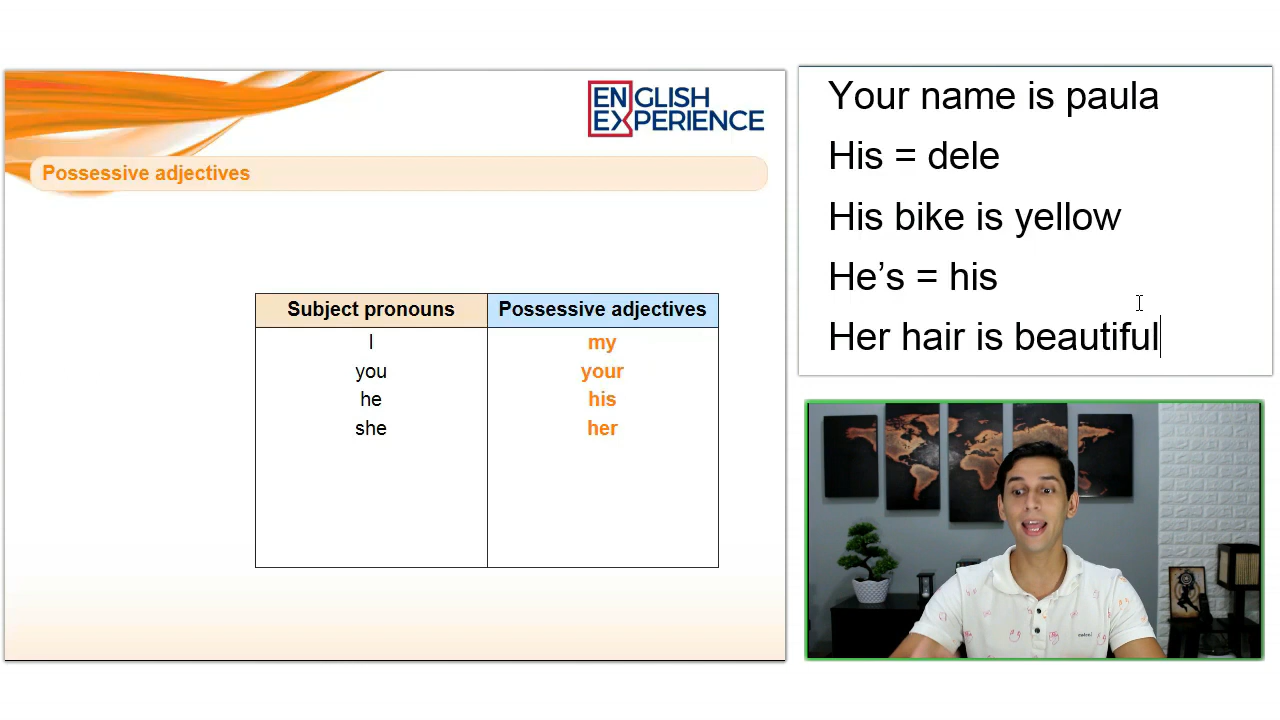 ENGLISH
EXPERIENCE
Possessive adjectives
Subject pronouns Possessive adjectives
I my
you your
he his
she her
Your name is paula
His = dele
His bike is yellow
He’s = his
Her hair is beautiful